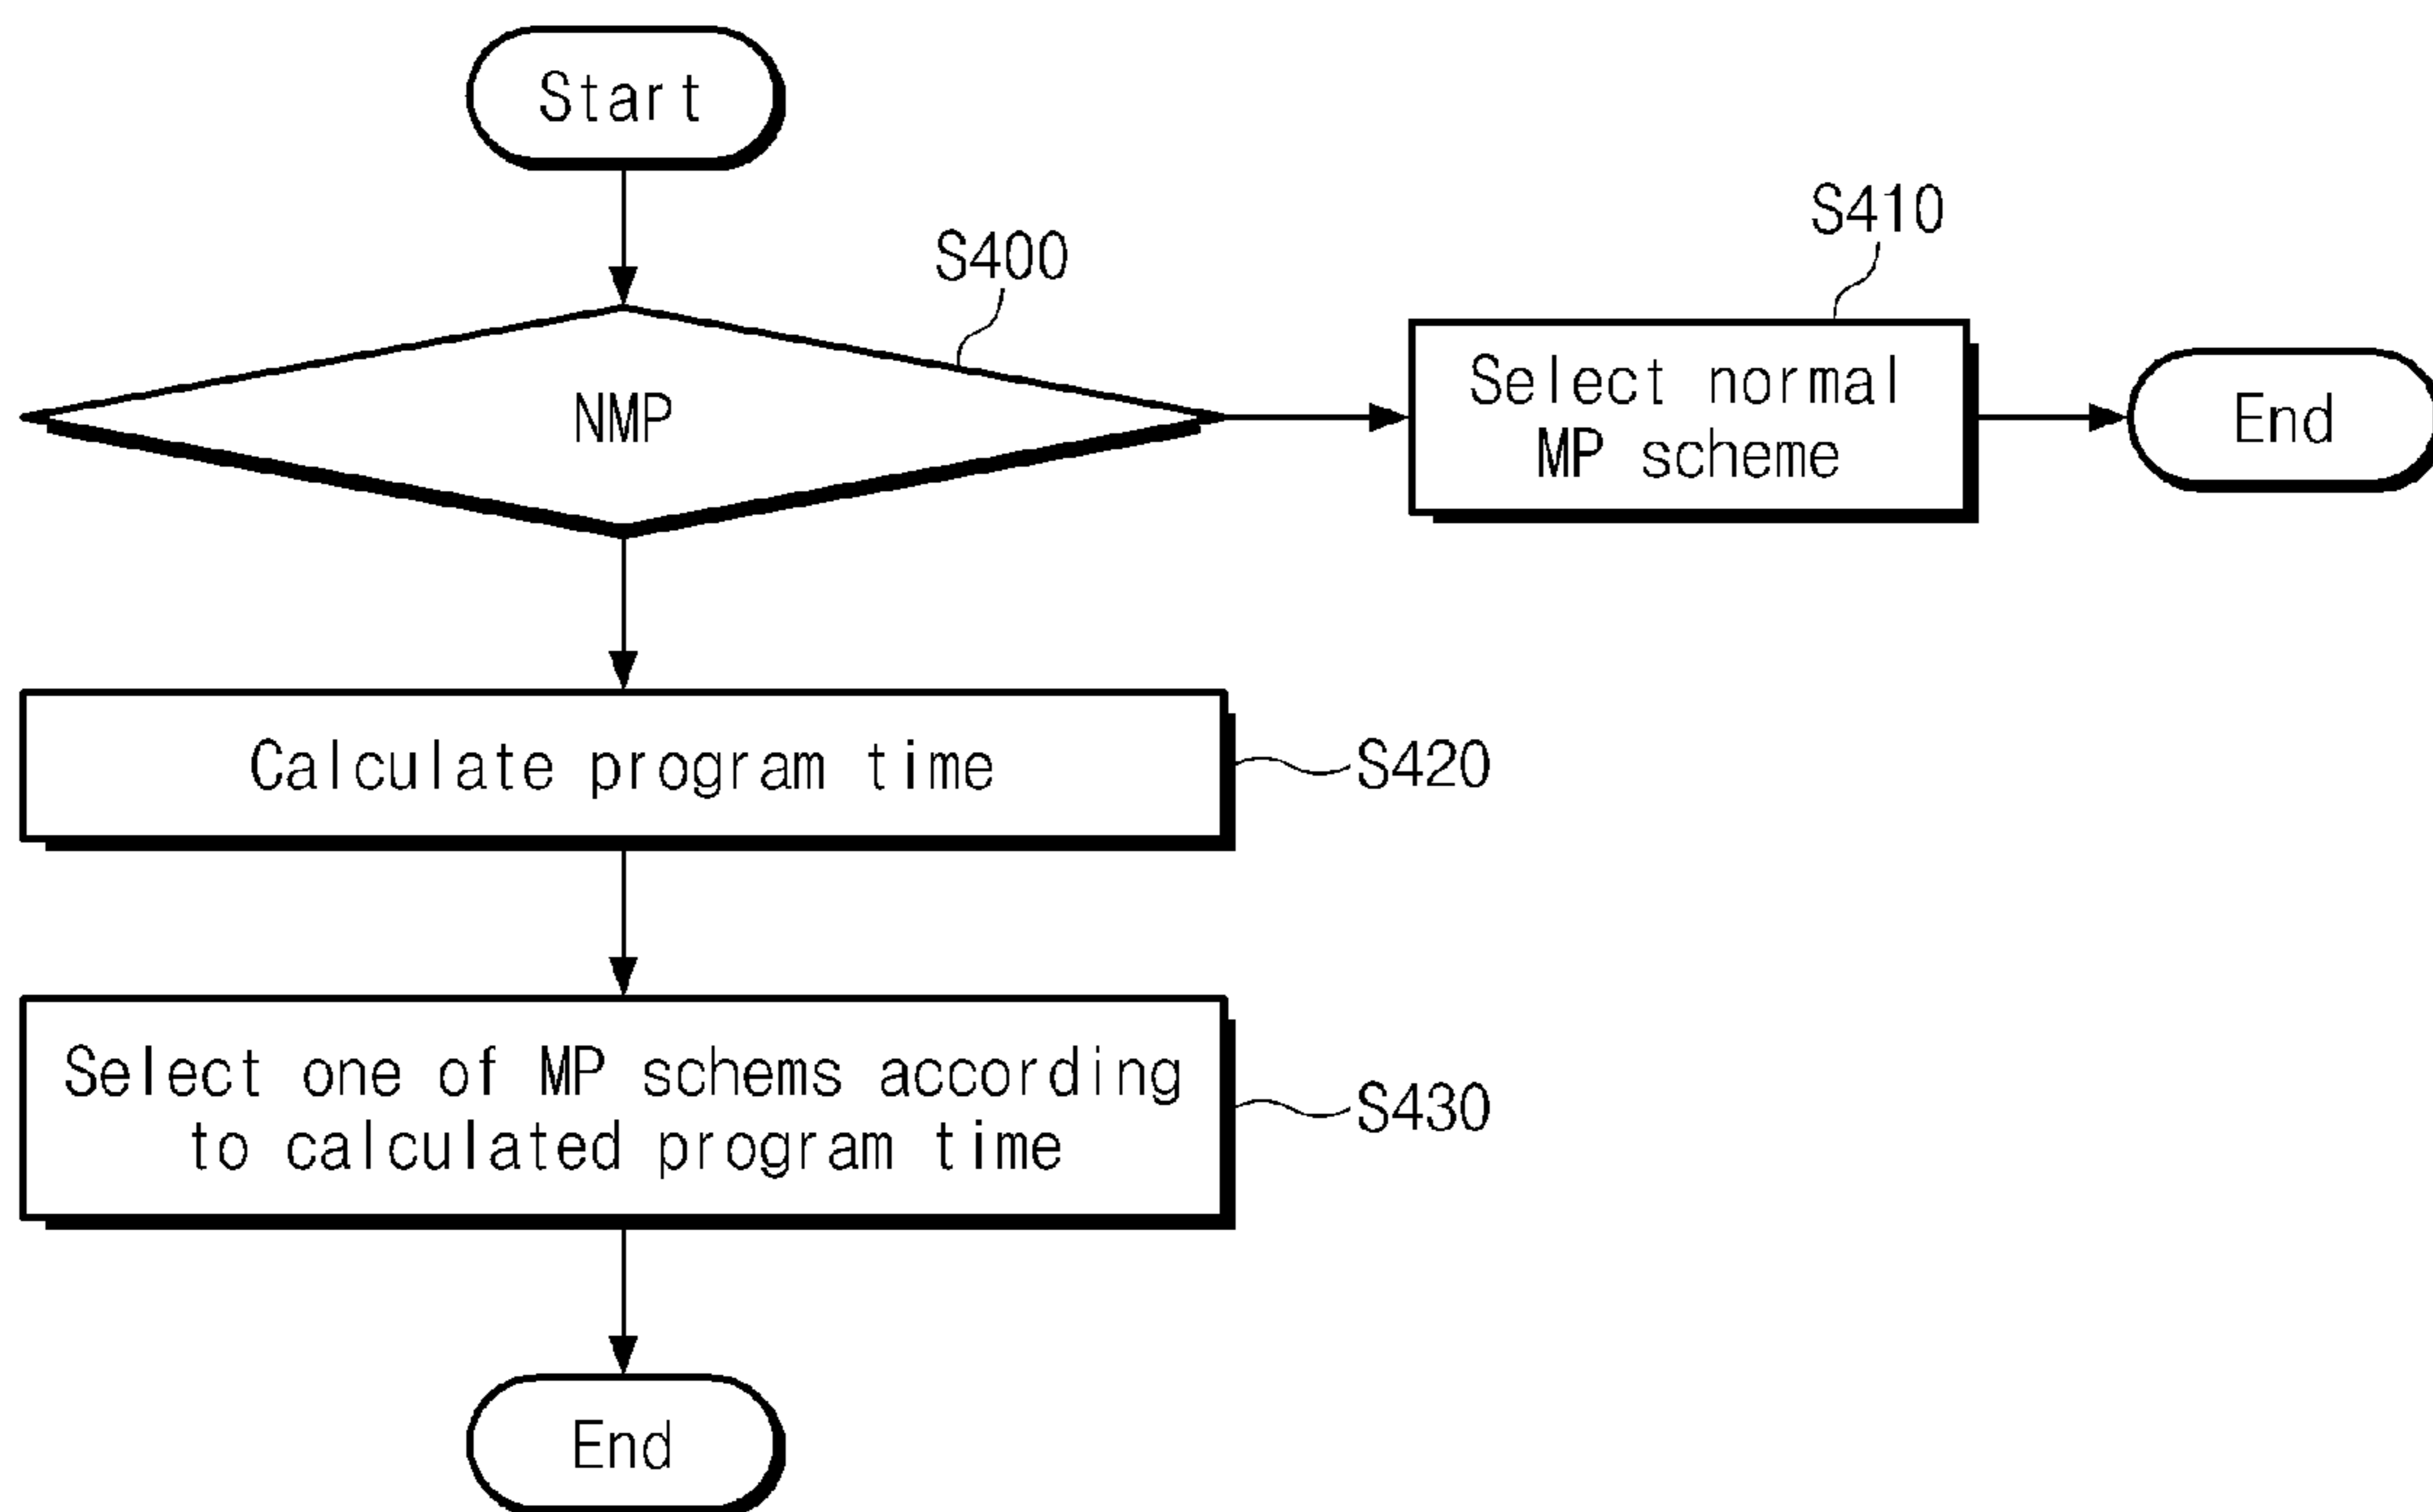 Start
S400
S410
NMP
Select normal
MP scheme
End
Calculate program time
S420
Select one of MP schems according
to calculated program time
S430
End